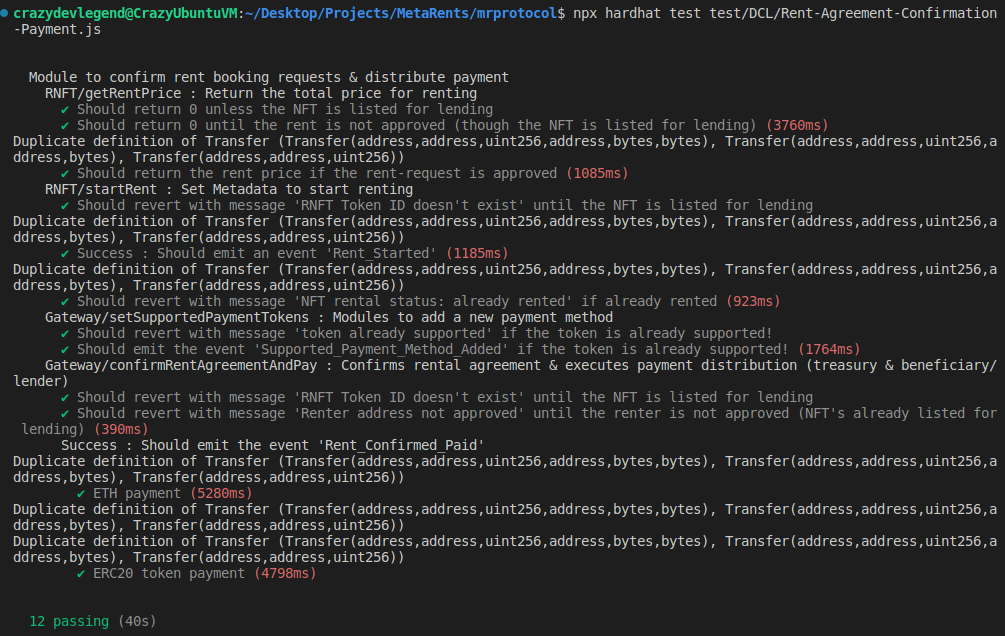 crazydevlegend@CrazyUbuntuVM:~/Desktop/Projects/MetaRents/mrprotocol$ npx hardhat test test/DCL/Rent-Agreement-Confirmation
-Payment.js
Module to confirm rent booking requests & distribute payment
RNFT/getRentPrice : Return the total price for renting
✔ Should return 0 unless the NFT is listed for lending
✔ Should return 0 until the rent is not approved (though the NFT is listed for lending) (3760ms)
Duplicate definition of Transfer (Transfer(address,address,uint256,address,bytes,bytes), Transfer(address,address,uint256,a
ddress,bytes), Transfer(address,address,uint256))
✔ Should return the rent price if the rent-request is approved (1085ms)
RNFT/startRent : Set Metadata to start renting
✔ Should revert with message 'RNFT Token ID doesn't exist' until the NFT is listed for lending
Duplicate definition of Transfer (Transfer(address,address,uint256,address,bytes,bytes), Transfer(address,address,uint256,a
ddress,bytes), Transfer(address,address,uint256))
✔ Success : Should emit an event 'Rent_Started' (1185ms)
Duplicate definition of Transfer (Transfer(address,address,uint256,address,bytes,bytes), Transfer(address,address,uint256,a
ddress,bytes), Transfer(address,address,uint256))
✔ Should revert with message 'NFT rental status: already rented' if already rented (923ms)
Gateway/setSupportedPaymentTokens : Modules to add a new payment method
✔ Should revert with message 'token already supported' if the token is already supported!
✔ Should emit the event 'Supported_Payment_Method_Added' if the token is already supported! (1764ms)
Gateway/confirmRentAgreementAndPay : Confirms rental agreement & executes payment distribution (treasury & beneficiary/
lender)
✔ Should revert with message 'RNFT Token ID doesn't exist' until the NFT is listed for lending
✔ Should revert with message 'Renter address not approved' until the renter is not approved (NFT's already listed for
lending) (390ms)
Success : Should emit the event 'Rent_Confirmed_Paid'
Duplicate definition of Transfer (Transfer(address,address,uint256,address,bytes,bytes), Transfer(address,address,uint256,a
ddress,bytes), Transfer(address,address,uint256))
✔ ETH payment (5280ms)
Duplicate definition of Transfer (Transfer(address,address,uint256,address,bytes,bytes), Transfer(address,address,uint256,a
ddress,bytes), Transfer(address,address,uint256))
Duplicate definition of Transfer (Transfer(address,address,uint256,address,bytes,bytes), Transfer(address,address,uint256,a
ddress,bytes), Transfer(address,address,uint256))
✔ ERC20 token payment (4798ms)
12 passing (40s)